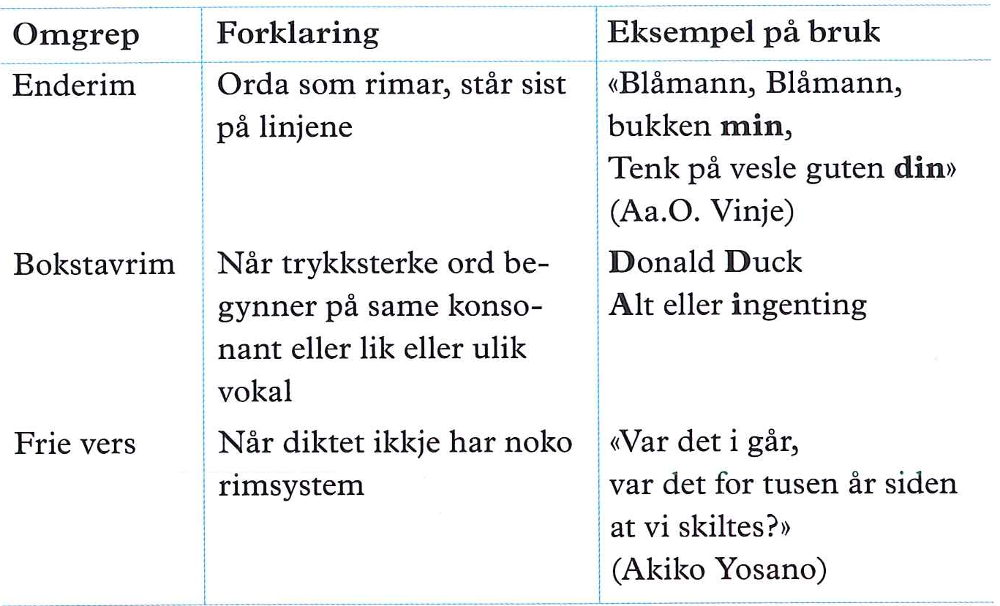 Omgrep Forklaring Eksempel på bruk
Enderim Orda som rimar, står sist «Blåmann, Blåmann,
på linjene bukken min,
Tenk på vesle guten din»
(Aa.O. Vinje)
Bokstavrim Når trykksterke ord be- Donald Duck
gynner på same konso- Alt eller ingenting
nant eller lik eller ulik
vokal
Frie vers Når diktet ikkje har noko «Var det i går,
rimsystem var det for tusen år siden
at vi skiltes?»
(Akiko Yosano)